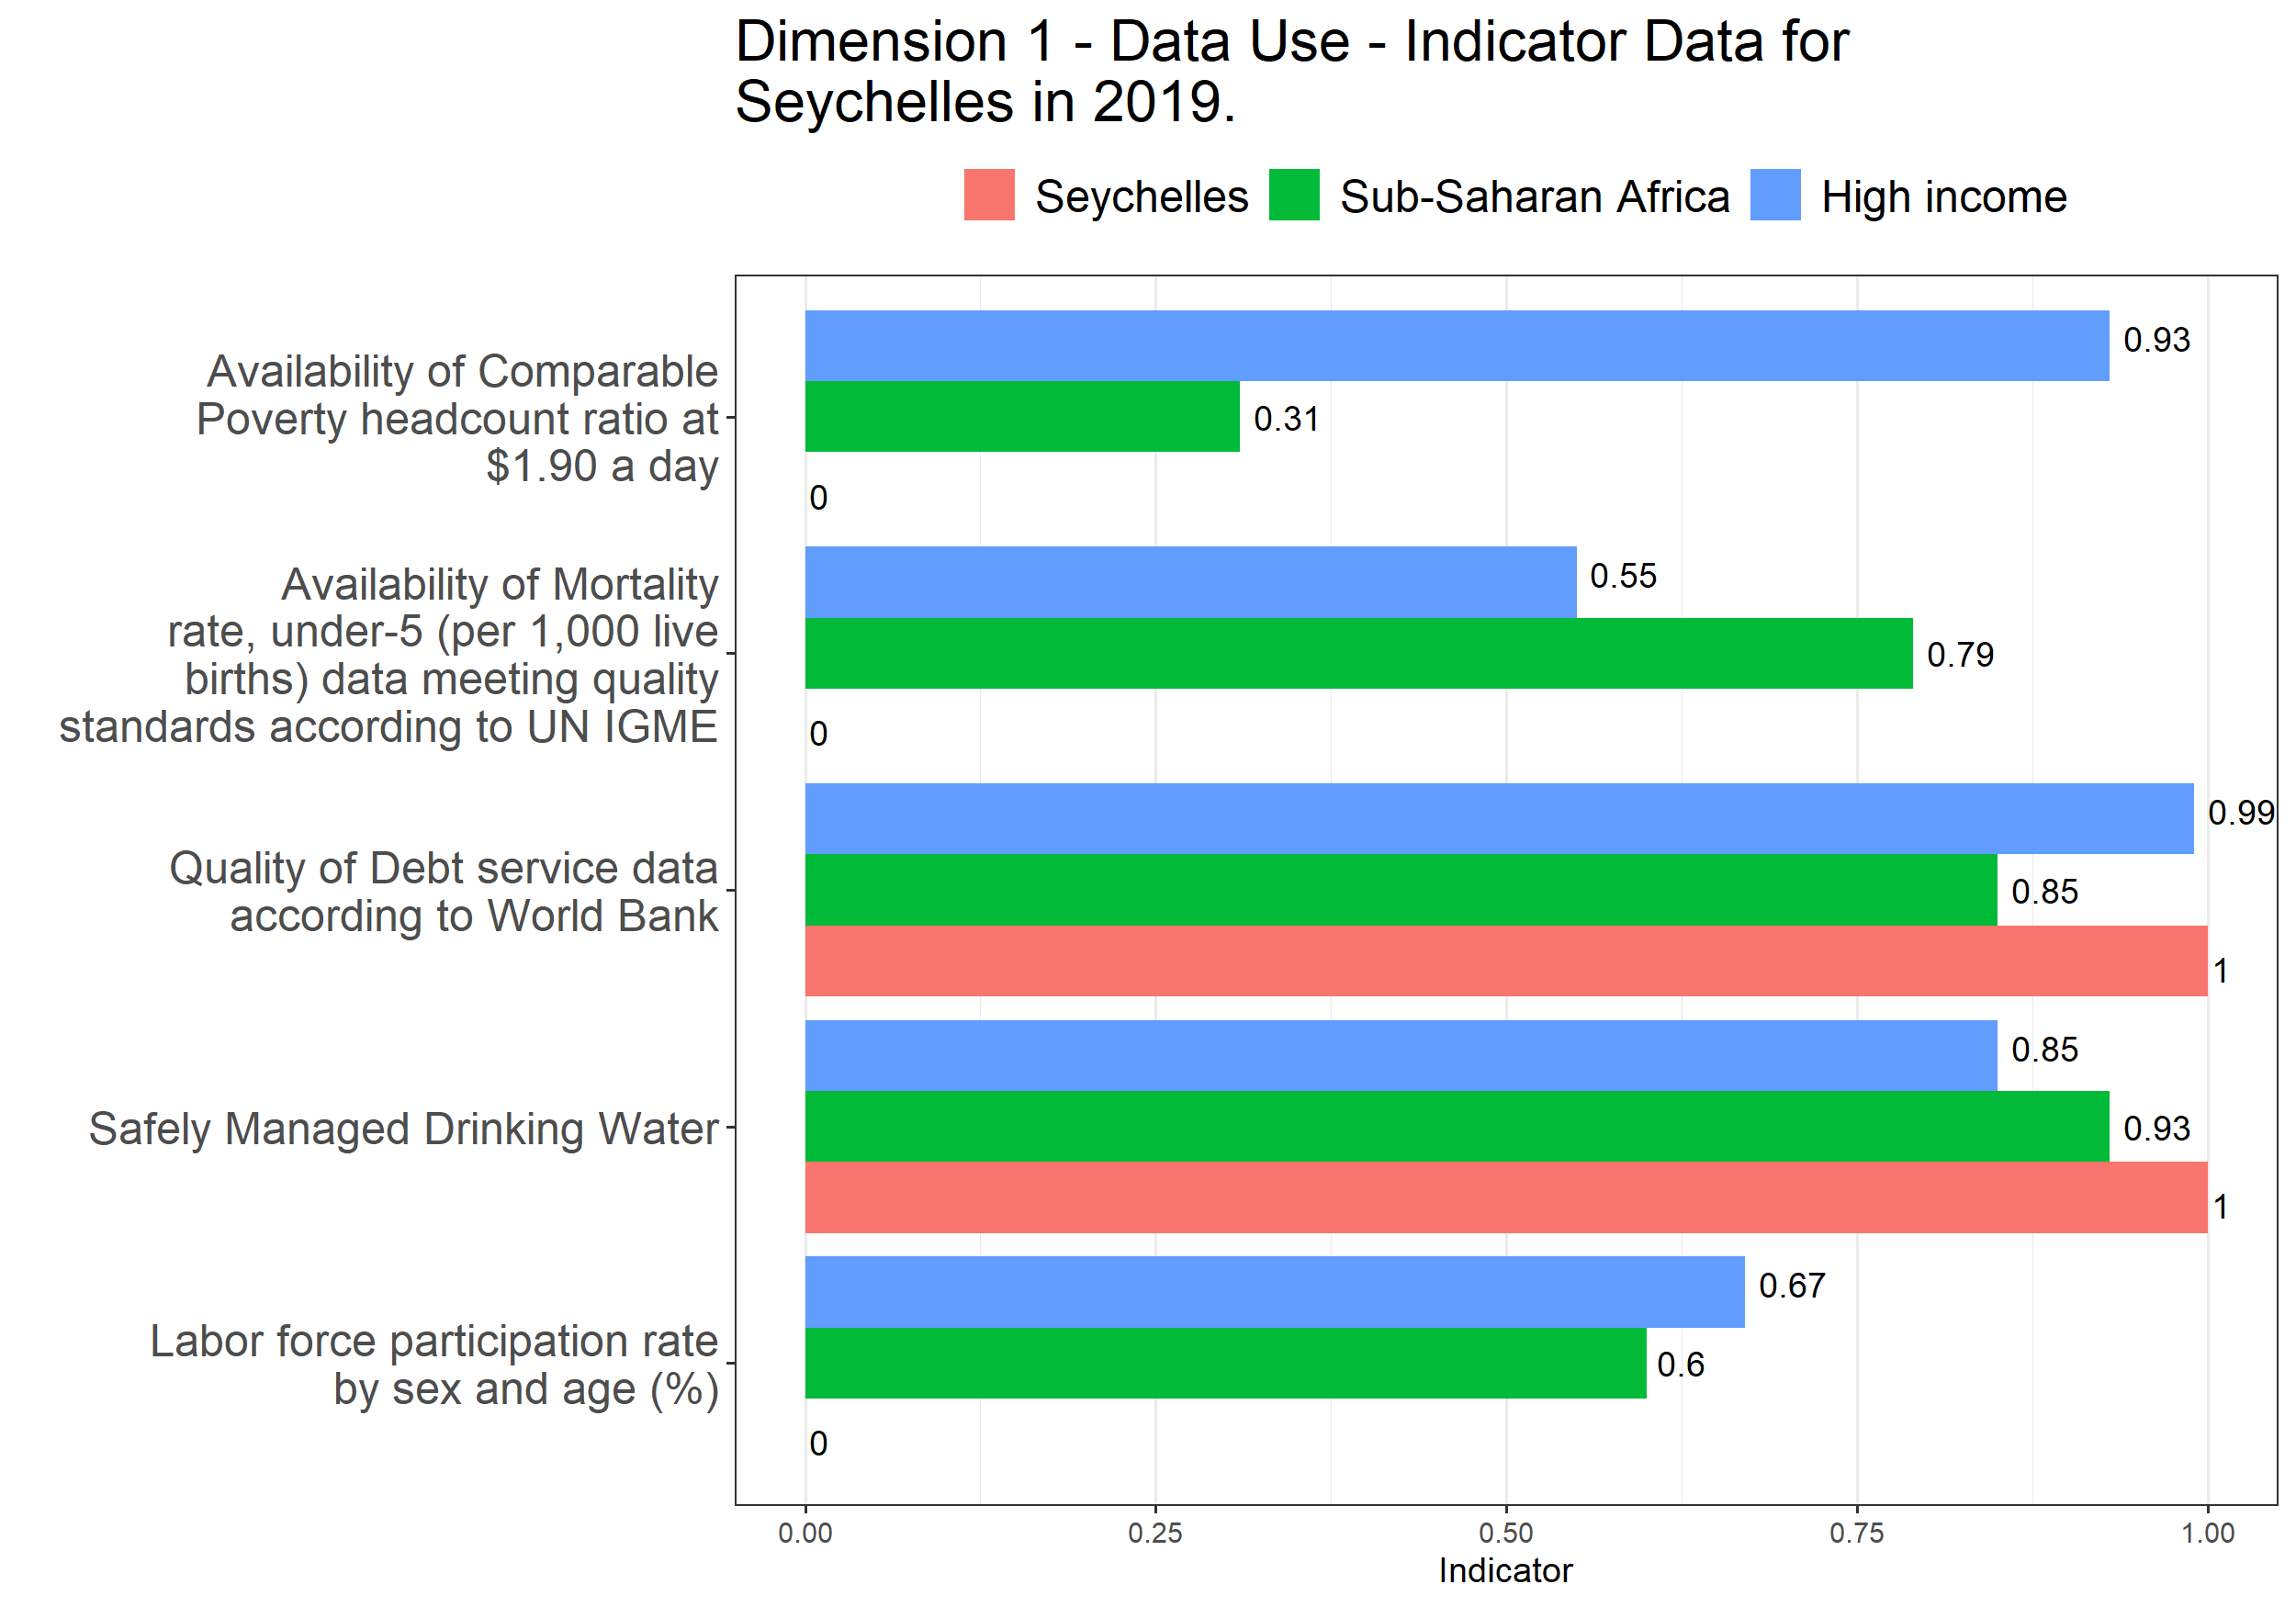 Dimension 1 - Data Use - Indicator Data for
Seychelles in 2019.
Seychelles Sub-Saharan Africa High income
Availability of Comparable
Poverty headcount ratio at
$1.90 a day
0.93
0.31
0
Availability of Mortality
rate, under-5 (per 1,000 live
births) data meeting quality
standards according to UN IGME
0.55
0.79
0
Quality of Debt service data
according to World Bank
0.99
0.85
1
Safely Managed Drinking Water
0.85
0.93
1
Labor force participation rate
by sex and age (%)
0.67
0.6
0
0.00 0.25 0.50 0.75 1.00
Indicator